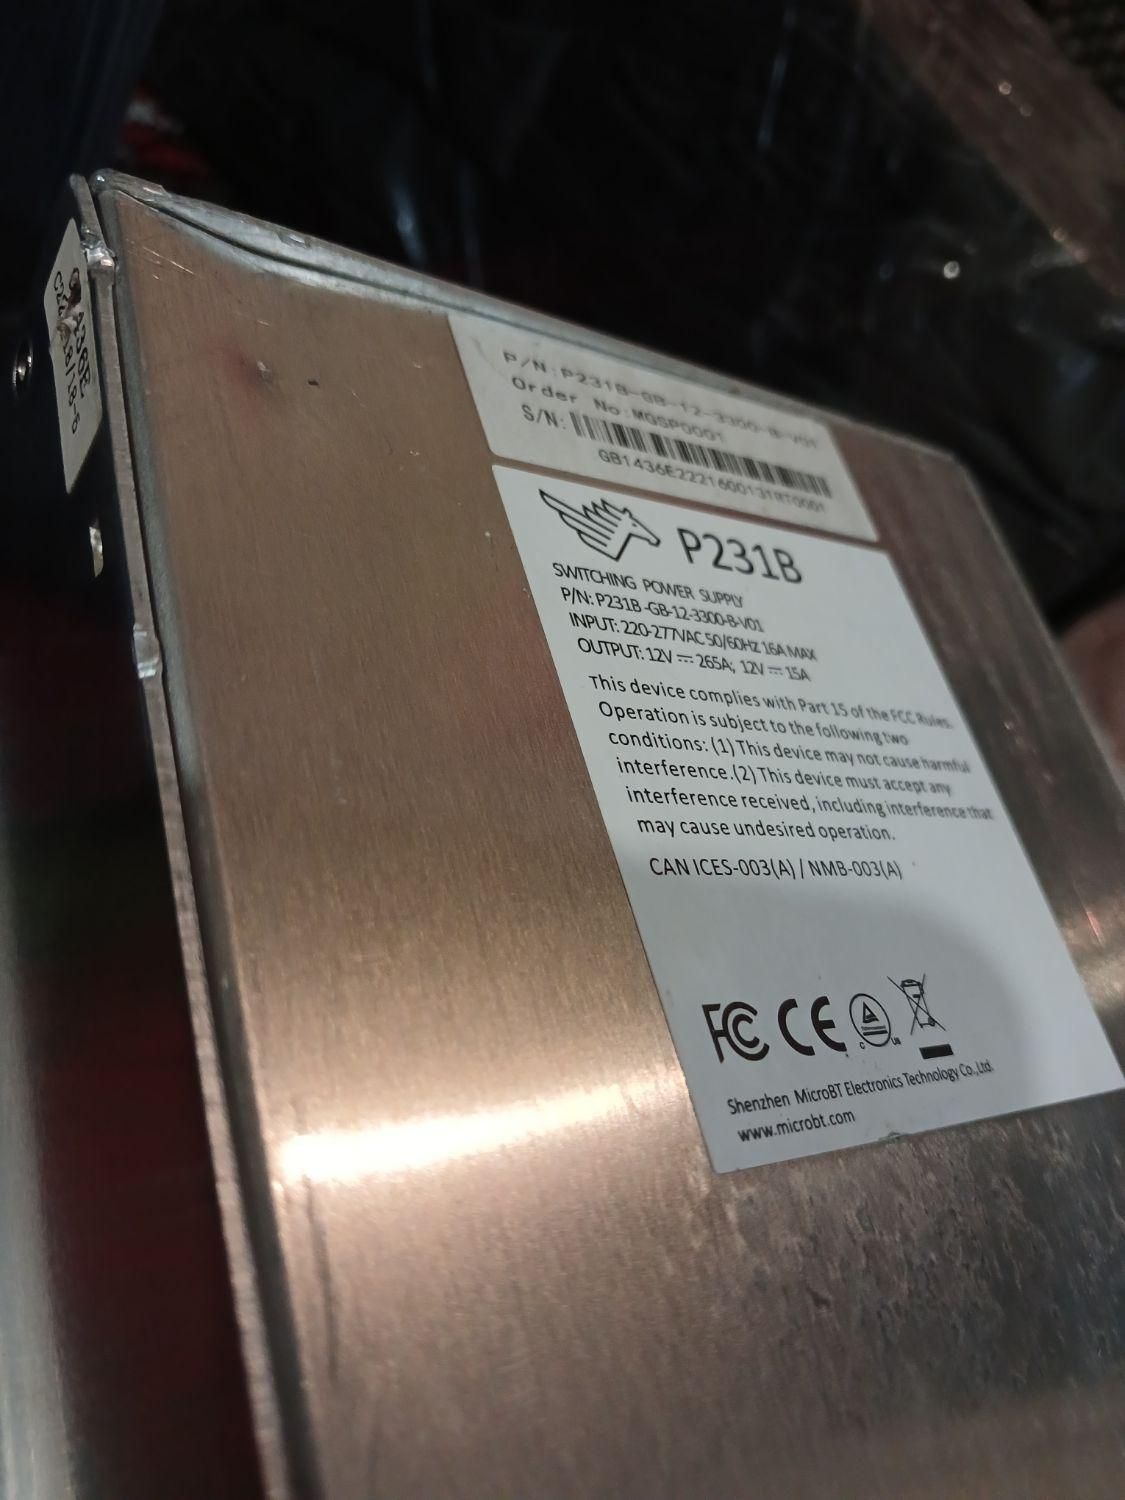 P/N:P231B-GB-12-3300-B-V01
Order No:MGSP0001
S/N:
GB1436E222160013TRT0001
P231B
SWITCHING POWER SUPPLY
P/N: P231B -GB-12-3300-B-V01
INPUT: 220-277VAC 50/60Hz 16A MAX
OUTPUT: 12V ⎓ 265A; 12V ⎓ 15A
This device complies with Part 15 of the FCC Rules.
Operation is subject to the following two
conditions: (1) This device may not cause harmful
interference.(2) This device must accept any
interference received, including interference that
may cause undesired operation.
CAN ICES-003(A) / NMB-003(A)
FCC CE
Shenzhen MicroBT Electronics Technology Co.,Ltd.
www.microbt.com